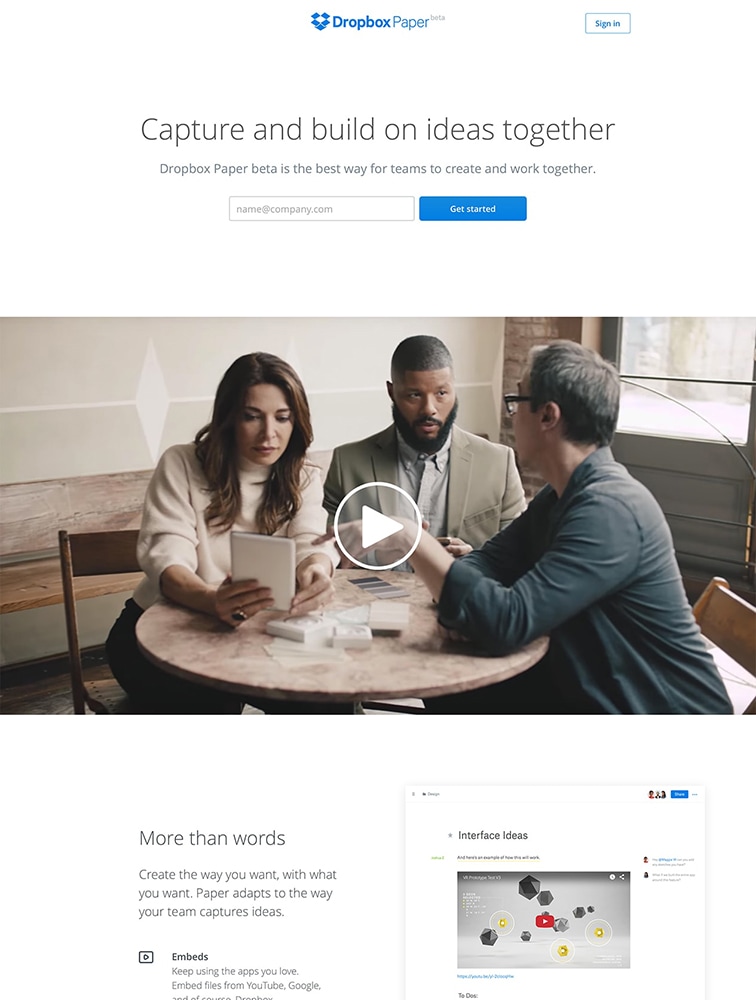 Dropbox Paper beta
Sign in
Capture and build on ideas together
Dropbox Paper beta is the best way for teams to create and work together.
name@company.com
Get started
More than words
Create the way you want, with what
you want. Paper adapts to the way
your team captures ideas.
Embeds
Keep using the apps you love.
Embed files from YouTube, Google,
and of course, Dropbox
Design
Share
Interface Ideas
And here's an example of how this will work.
VR Prototype Test V3
To Dos: